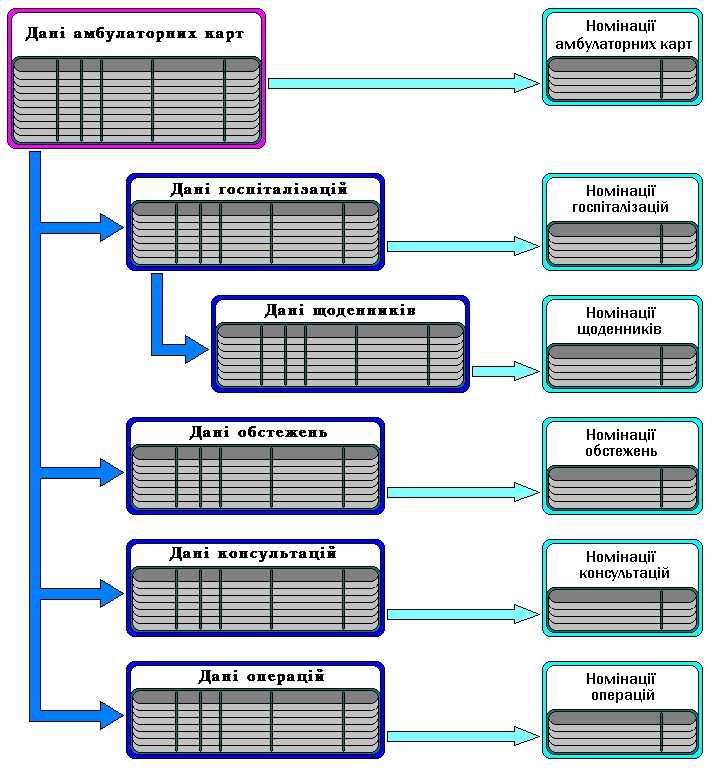 Дані амбулаторних карт
Номінації
амбулаторних карт
Дані госпіталізацій
Номінації
госпіталізацій
Дані щоденників
Номінації
щоденників
Дані обстежень
Номінації
обстежень
Дані консультацій
Номінації
консультацій
Дані операцій
Номінації
операцій